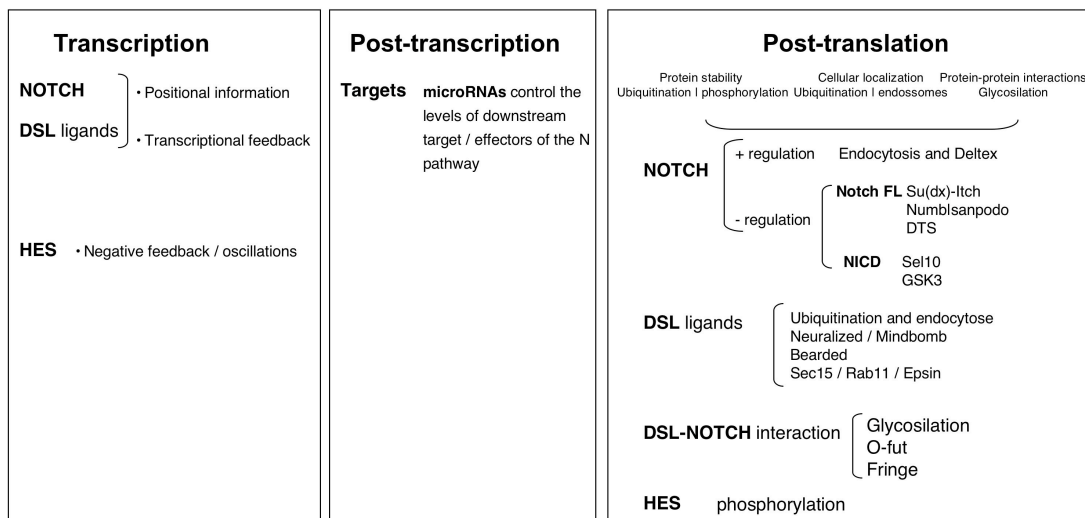 Transcription
NOTCH
DSL ligands
• Positional information
• Transcriptional feedback
HES • Negative feedback / oscillations
Post-transcription
Targets microRNAs control the
levels of downstream
target / effectors of the N
pathway
Post-translation
Protein stability
Ubiquitination | phosphorylation
Cellular localization
Ubiquitination | endossomes
Protein-protein interactions
Glycosilation
NOTCH
+ regulation Endocytosis and Deltex
- regulation
Notch FL Su(dx)-Itch
Numblsanpodo
DTS
NICD Sel10
GSK3
DSL ligands
Ubiquitination and endocytose
Neuralized / Mindbomb
Bearded
Sec15 / Rab11 / Epsin
DSL-NOTCH interaction
Glycosilation
O-fut
Fringe
HES phosphorylation